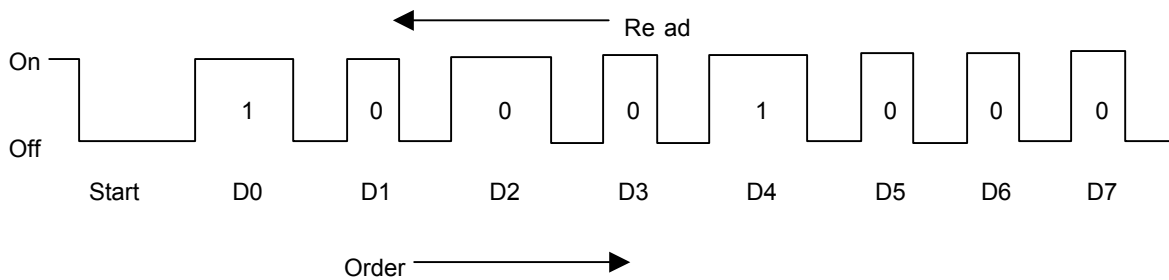 Re ad
On
1 0 0 0 1 0 0 0
Off
Start D0 D1 D2 D3 D4 D5 D6 D7
Order